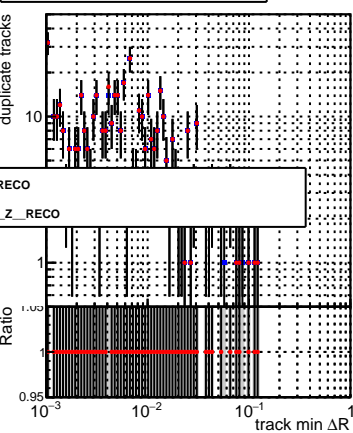 duplicate tracks
10
RECO
_Z__RECO
1
Ratio
1.05
1
0.95
10⁻³
10⁻²
10⁻¹
1
track min ΔR